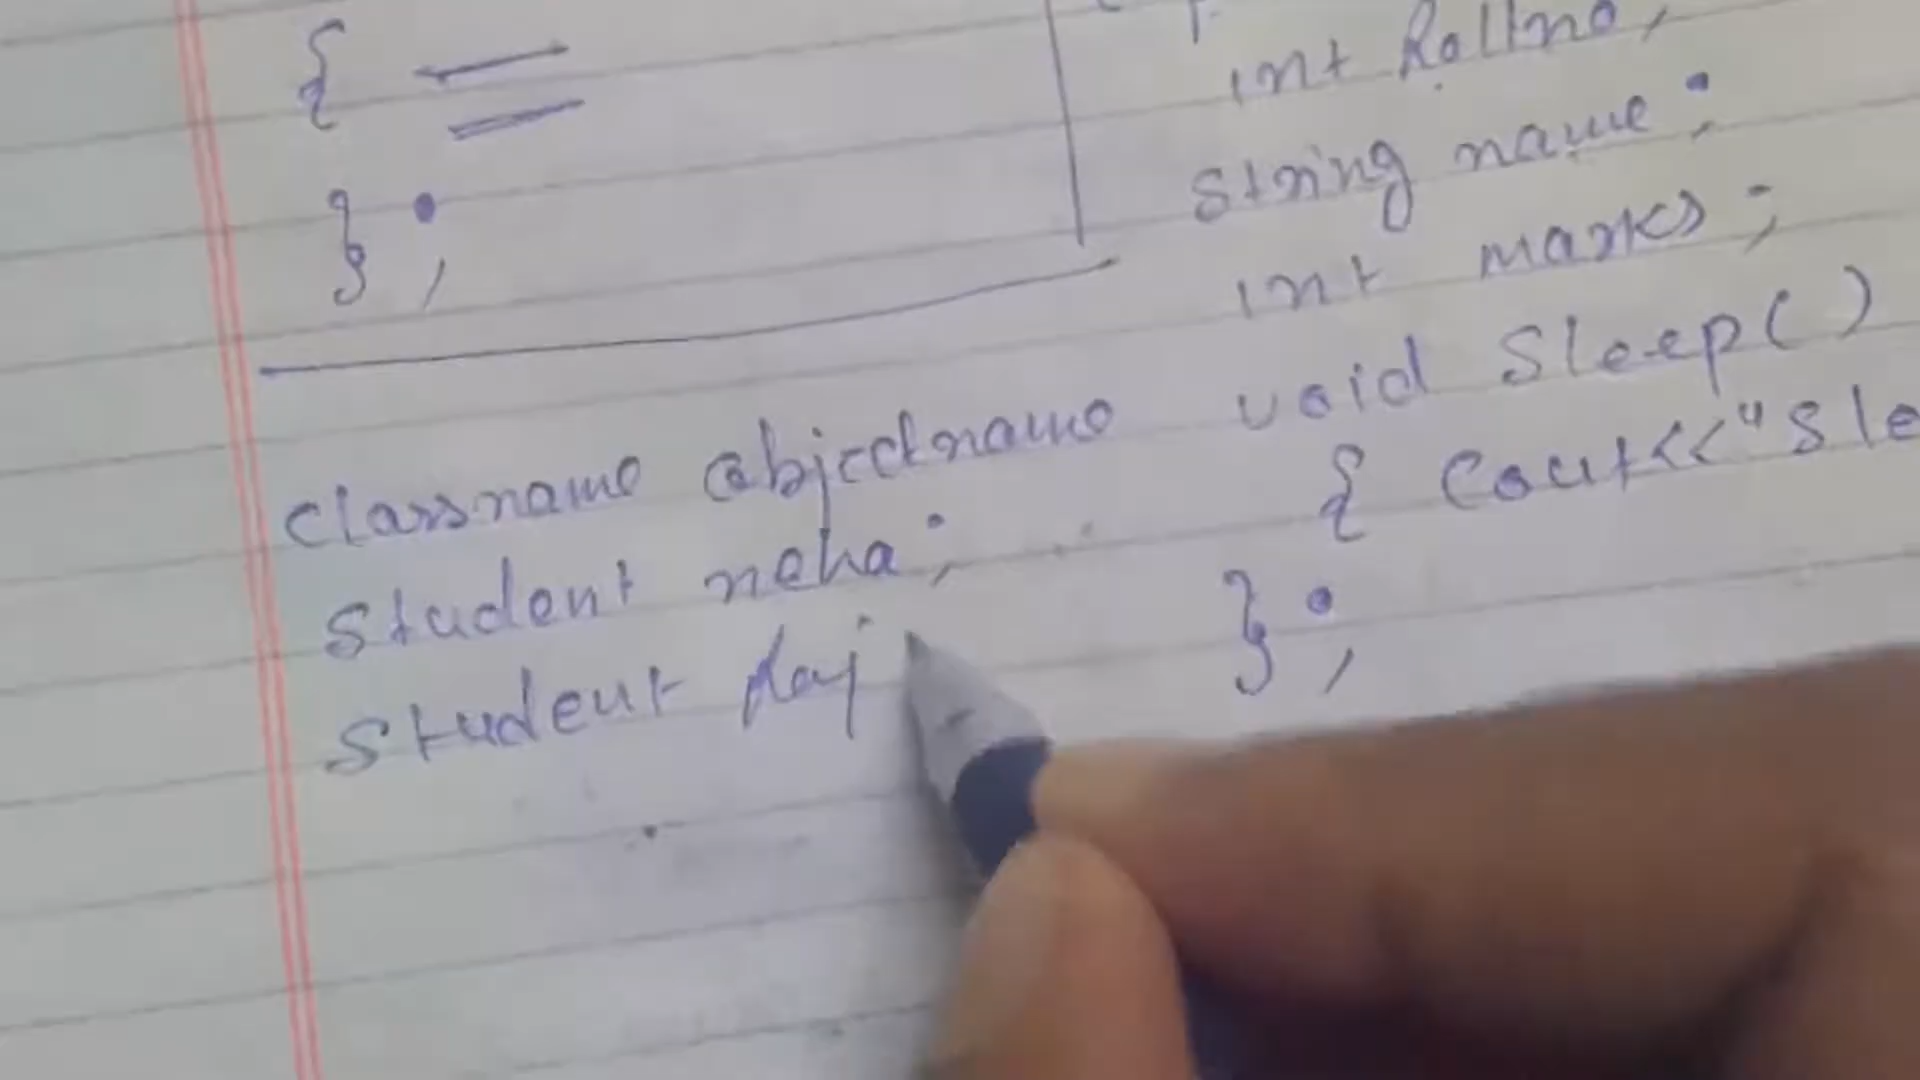 {
};
classname objectname
student neha;
student Raj
int Rollno,
string name;
int marks;
void Sleep()
{ cout<<"Sle
};